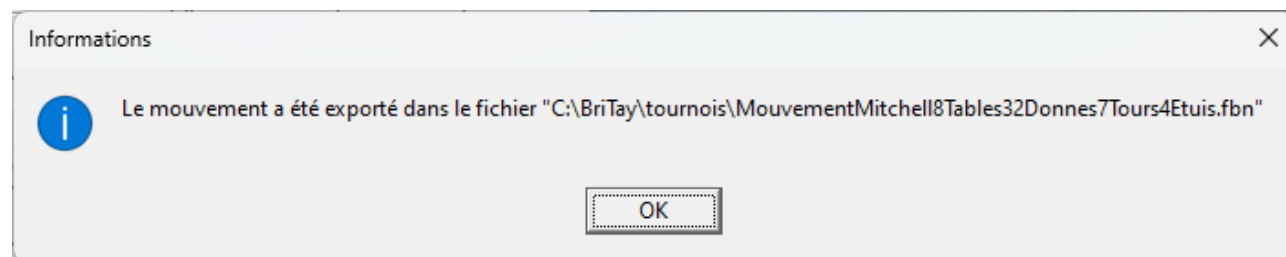 Informations
Le mouvement a été exporté dans le fichier "C:\BriTay\tournois\MouvementMitchell8Tables32Donnes7Tours4Etuis.fbn"
OK